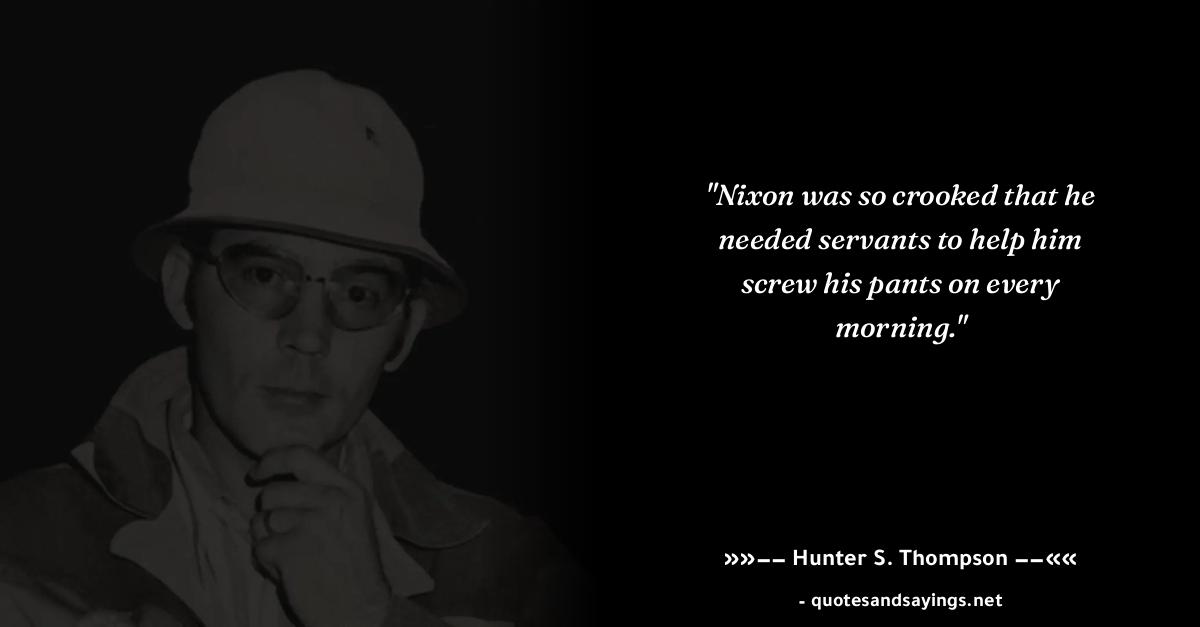 "Nixon was so crooked that he
needed servants to help him
screw his pants on every
morning."
»»−− Hunter S. Thompson −−««
- quotesandsayings.net